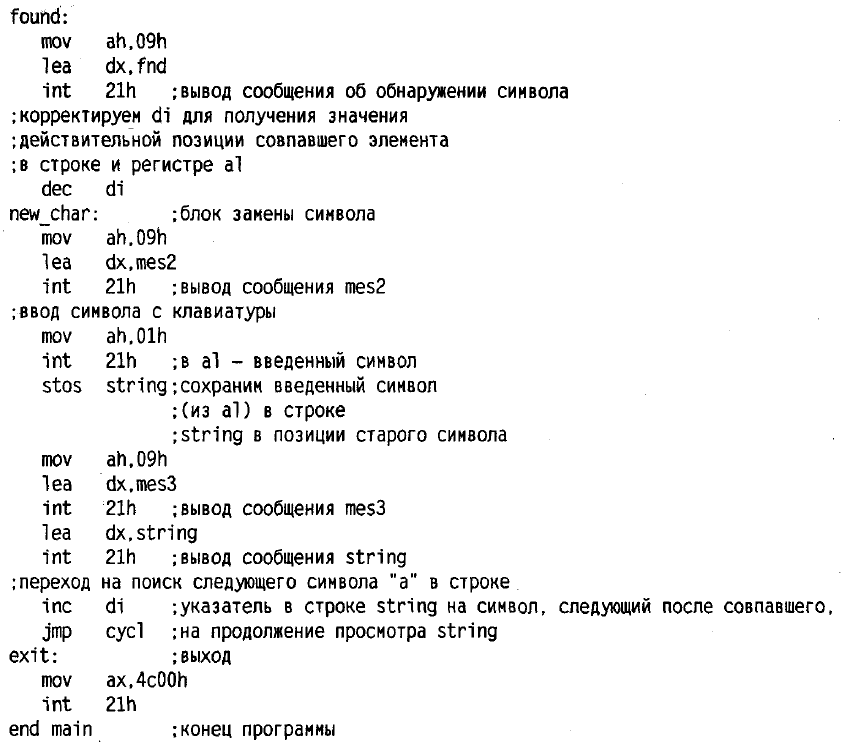 found:
mov ah,09h
lea dx,fnd
int 21h ;вывод сообщения об обнаружении символа
;корректируем di для получения значения
;действительной позиции совпавшего элемента
;в строке и регистре al
dec di
new_char: ;блок замены символа
mov ah,09h
lea dx,mes2
int 21h ;вывод сообщения mes2
;ввод символа с клавиатуры
mov ah,01h
int 21h ;в al – введенный символ
stos string;сохраним введенный символ
;(из al) в строке
;string в позиции старого символа
mov ah,09h
lea dx,mes3
int 21h ;вывод сообщения mes3
lea dx,string
int 21h ;вывод сообщения string
;переход на поиск следующего символа "а" в строке
inc di ;указатель в строке string на символ, следующий после совпавшего,
jmp cycl ;на продолжение просмотра string
exit: ;выход
mov ax,4c00h
int 21h
end main ;конец программы